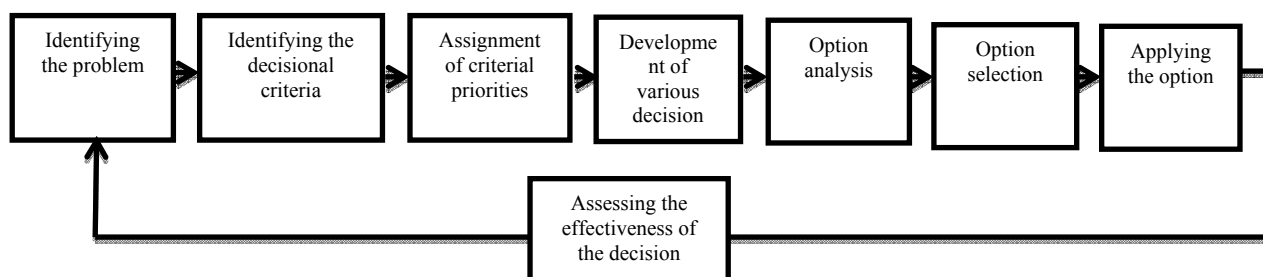 Identifying
the problem
Identifying the
decisional
criteria
Assignment
of criterial
priorities
Developme
nt of
various
decision
Option
analysis
Option
selection
Applying
the option
Assessing the
effectiveness of
the decision